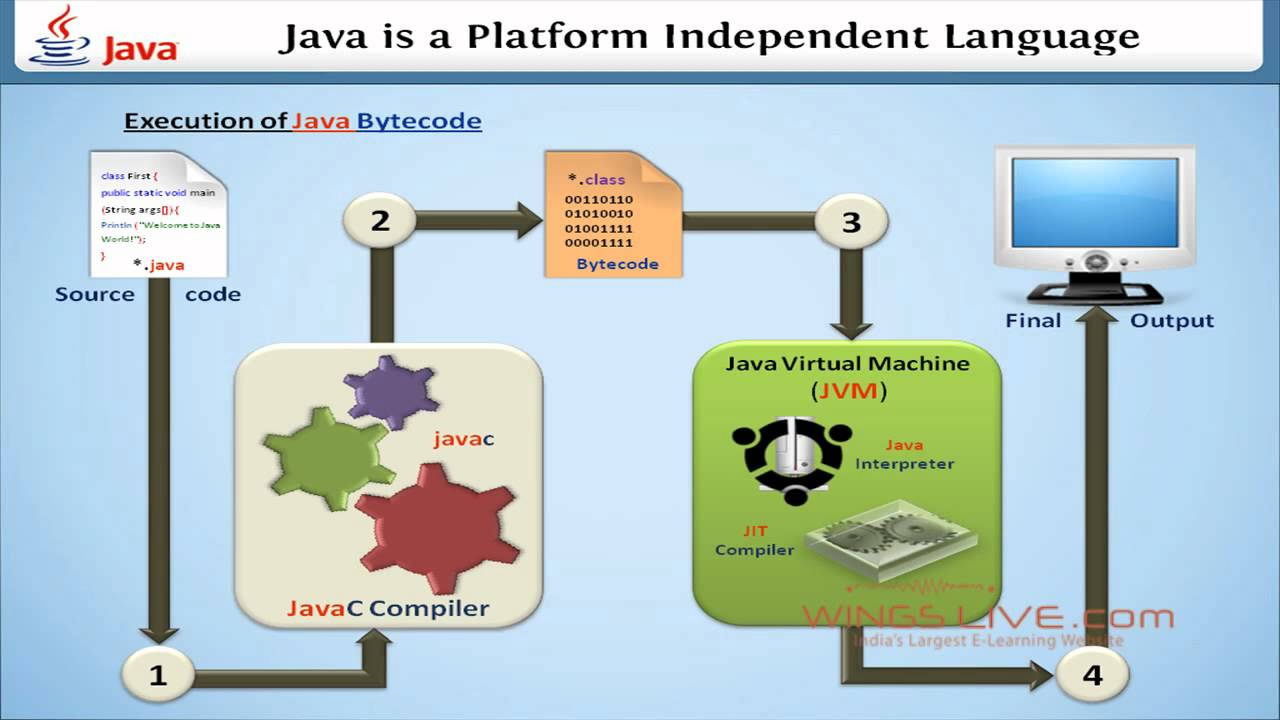 Java
Java is a Platform Independent Language
Execution of Java Bytecode
class First {
public static void main
(String args[]){
Println ("Welcome to Java
World!");
}
*.java
Source code
1
2
javac
JavaC Compiler
*.class
00110110
01010010
01001111
00001111
Bytecode
3
Java Virtual Machine
(JVM)
Java
Interpreter
JIT
Compiler
4
Final Output
WINGS LIVE.com
India's Largest E-Learning Website